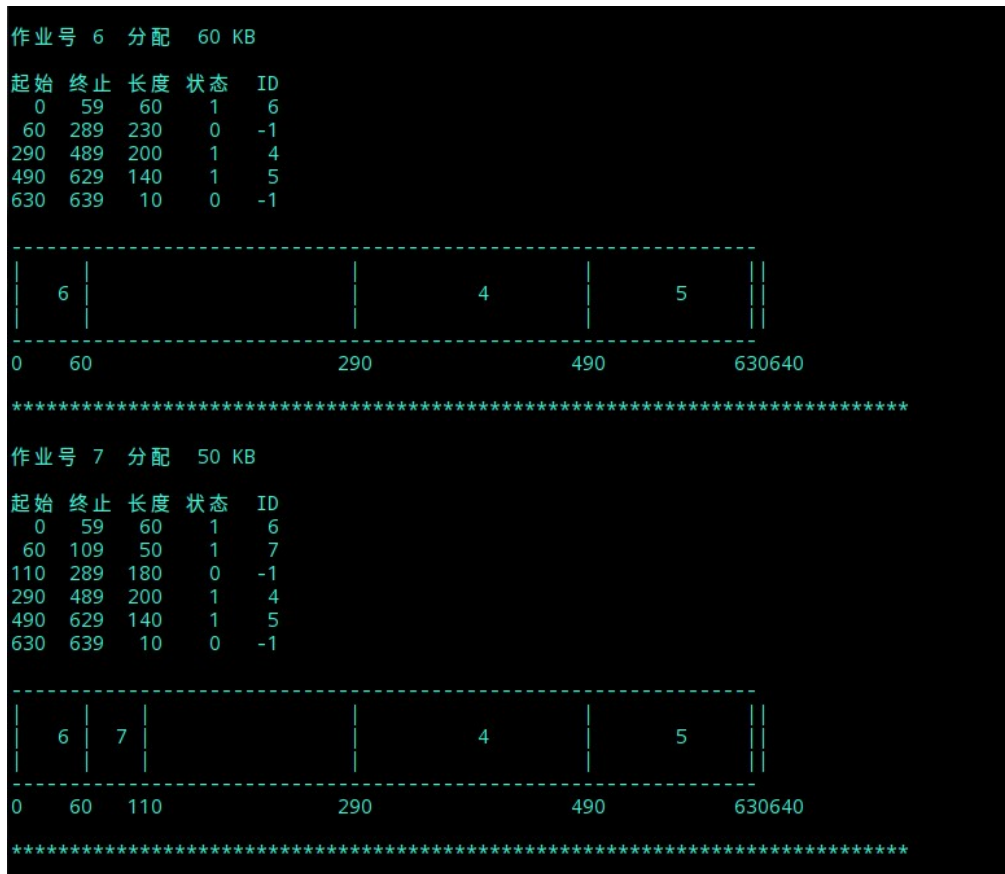 作业号 6 分配 60 KB
起始 终止 长度 状态 ID
0 59 60 1 6
60 289 230 0 -1
290 489 200 1 4
490 629 140 1 5
630 639 10 0 -1
----------------------------------------------------------------
| | | | ||
| 6 | | 4 | 5 ||
| | | | ||
----------------------------------------------------------------
0 60 290 490 630640
*****************************************************************************
作业号 7 分配 50 KB
起始 终止 长度 状态 ID
0 59 60 1 6
60 109 50 1 7
110 289 180 0 -1
290 489 200 1 4
490 629 140 1 5
630 639 10 0 -1
----------------------------------------------------------------
| | | | | ||
| 6 | 7 | | 4 | 5 ||
| | | | | ||
----------------------------------------------------------------
0 60 110 290 490 630640
*****************************************************************************